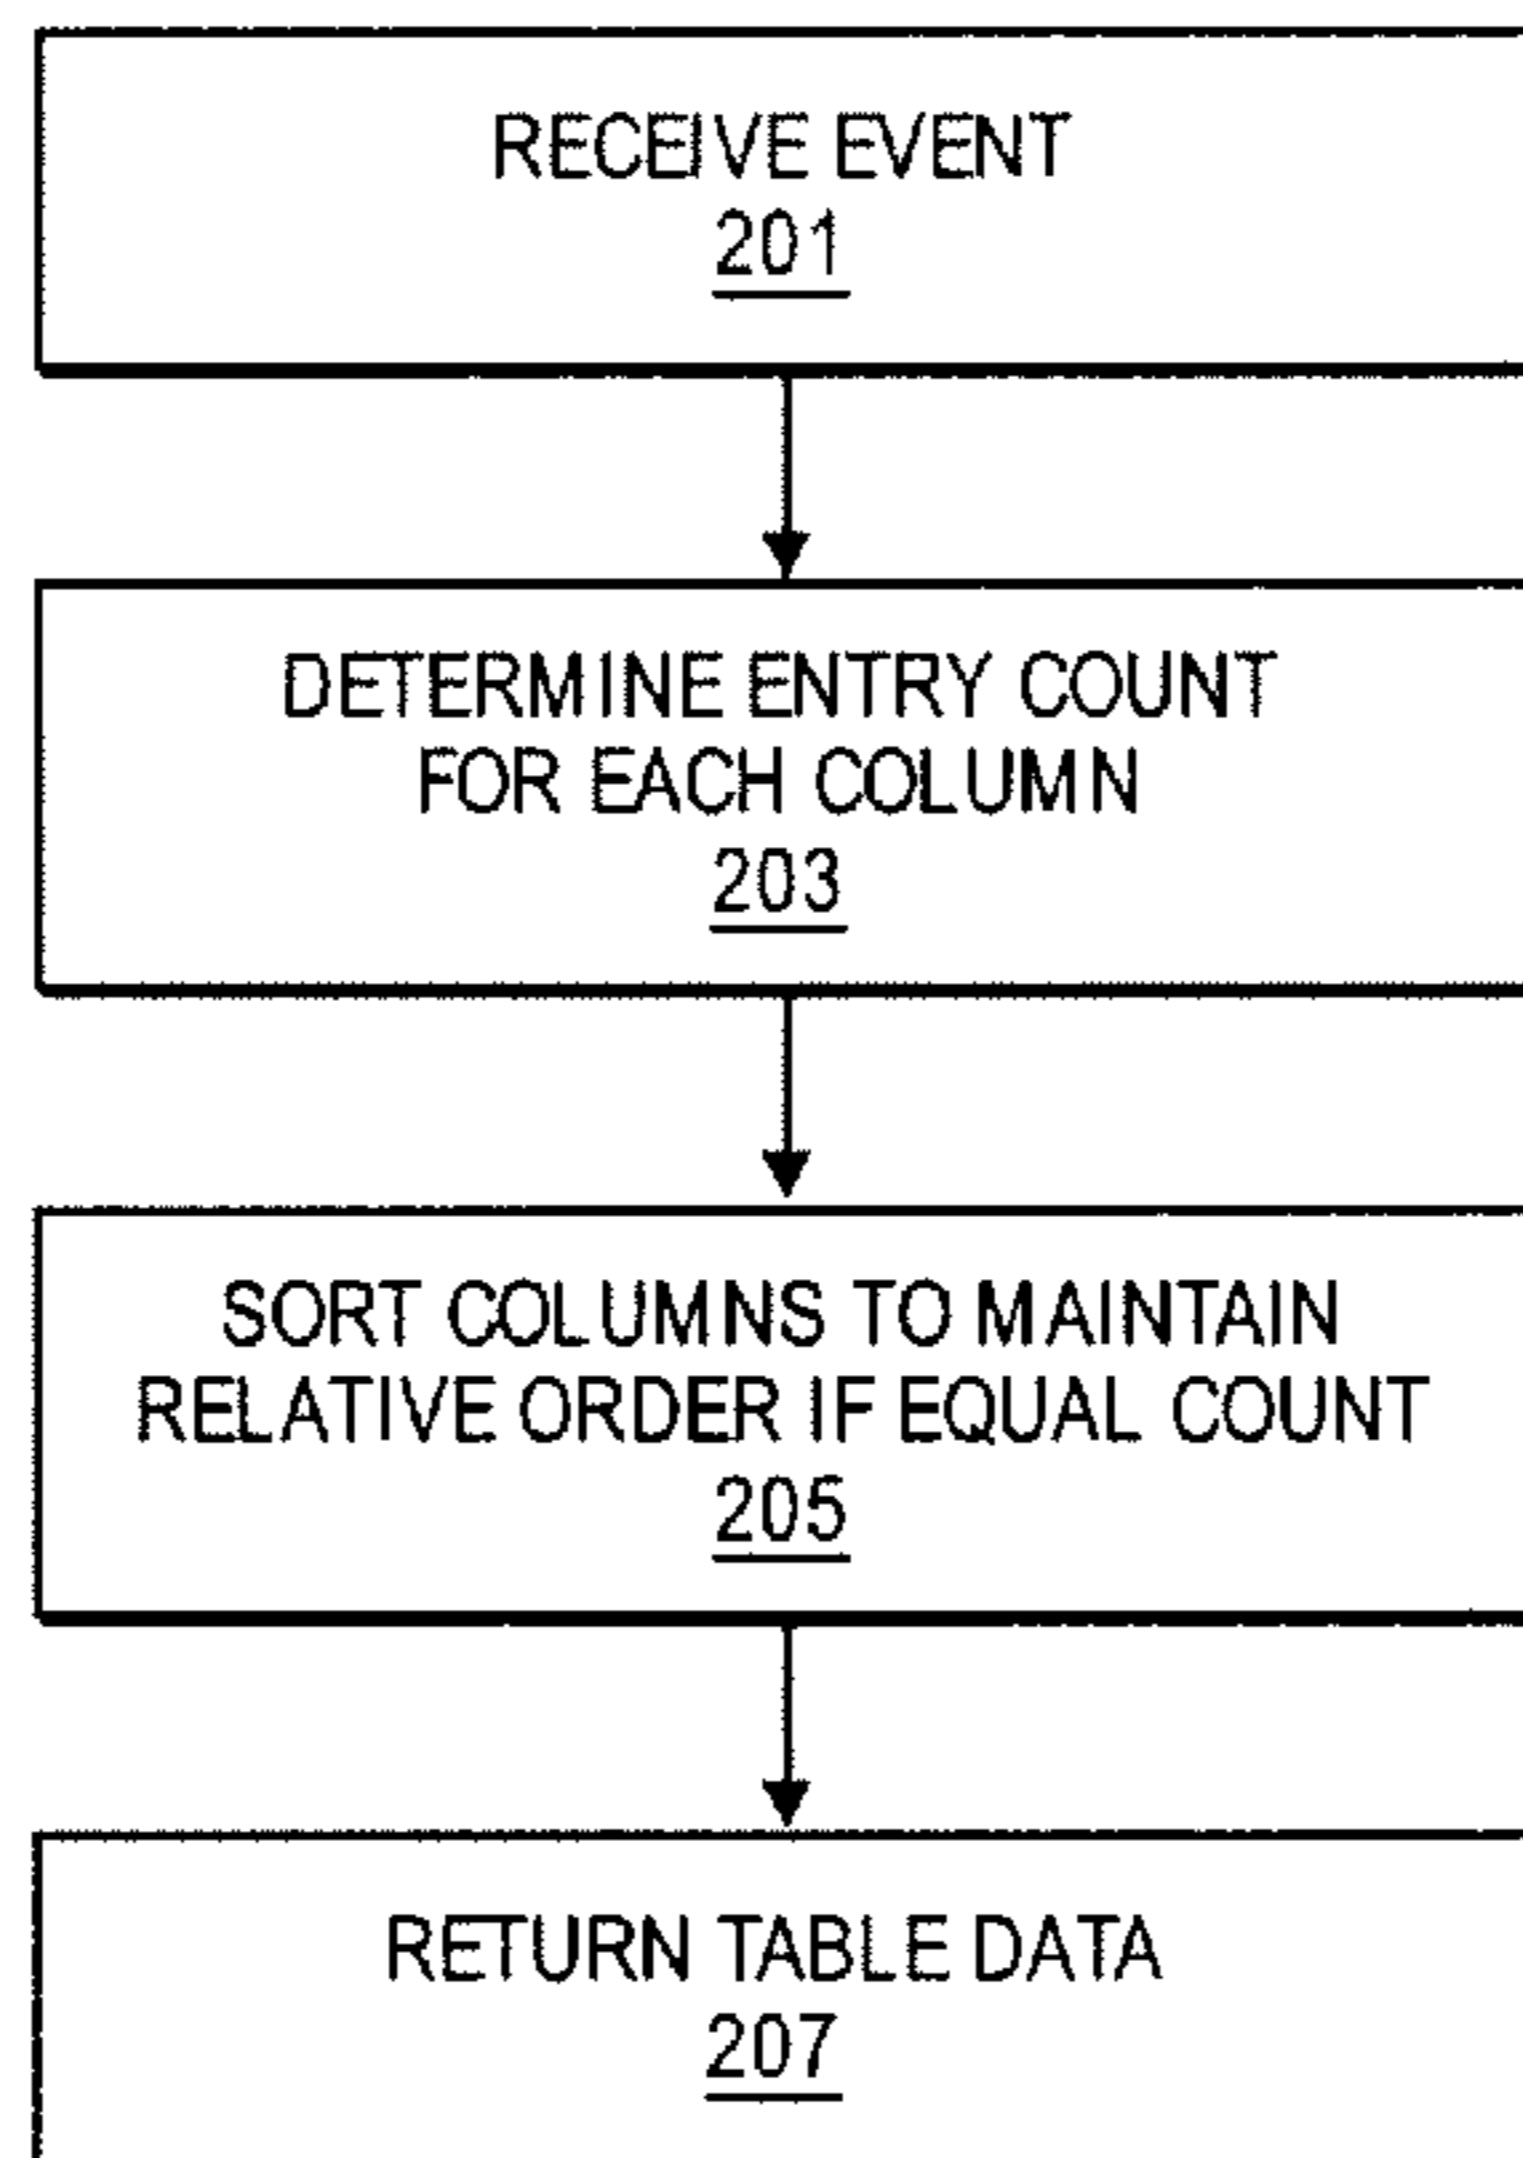 RECEIVE EVENT
201
DETERMINE ENTRY COUNT
FOR EACH COLUMN
203
SORT COLUMNS TO MAINTAIN
RELATIVE ORDER IF EQUAL COUNT
205
RETURN TABLE DATA
207